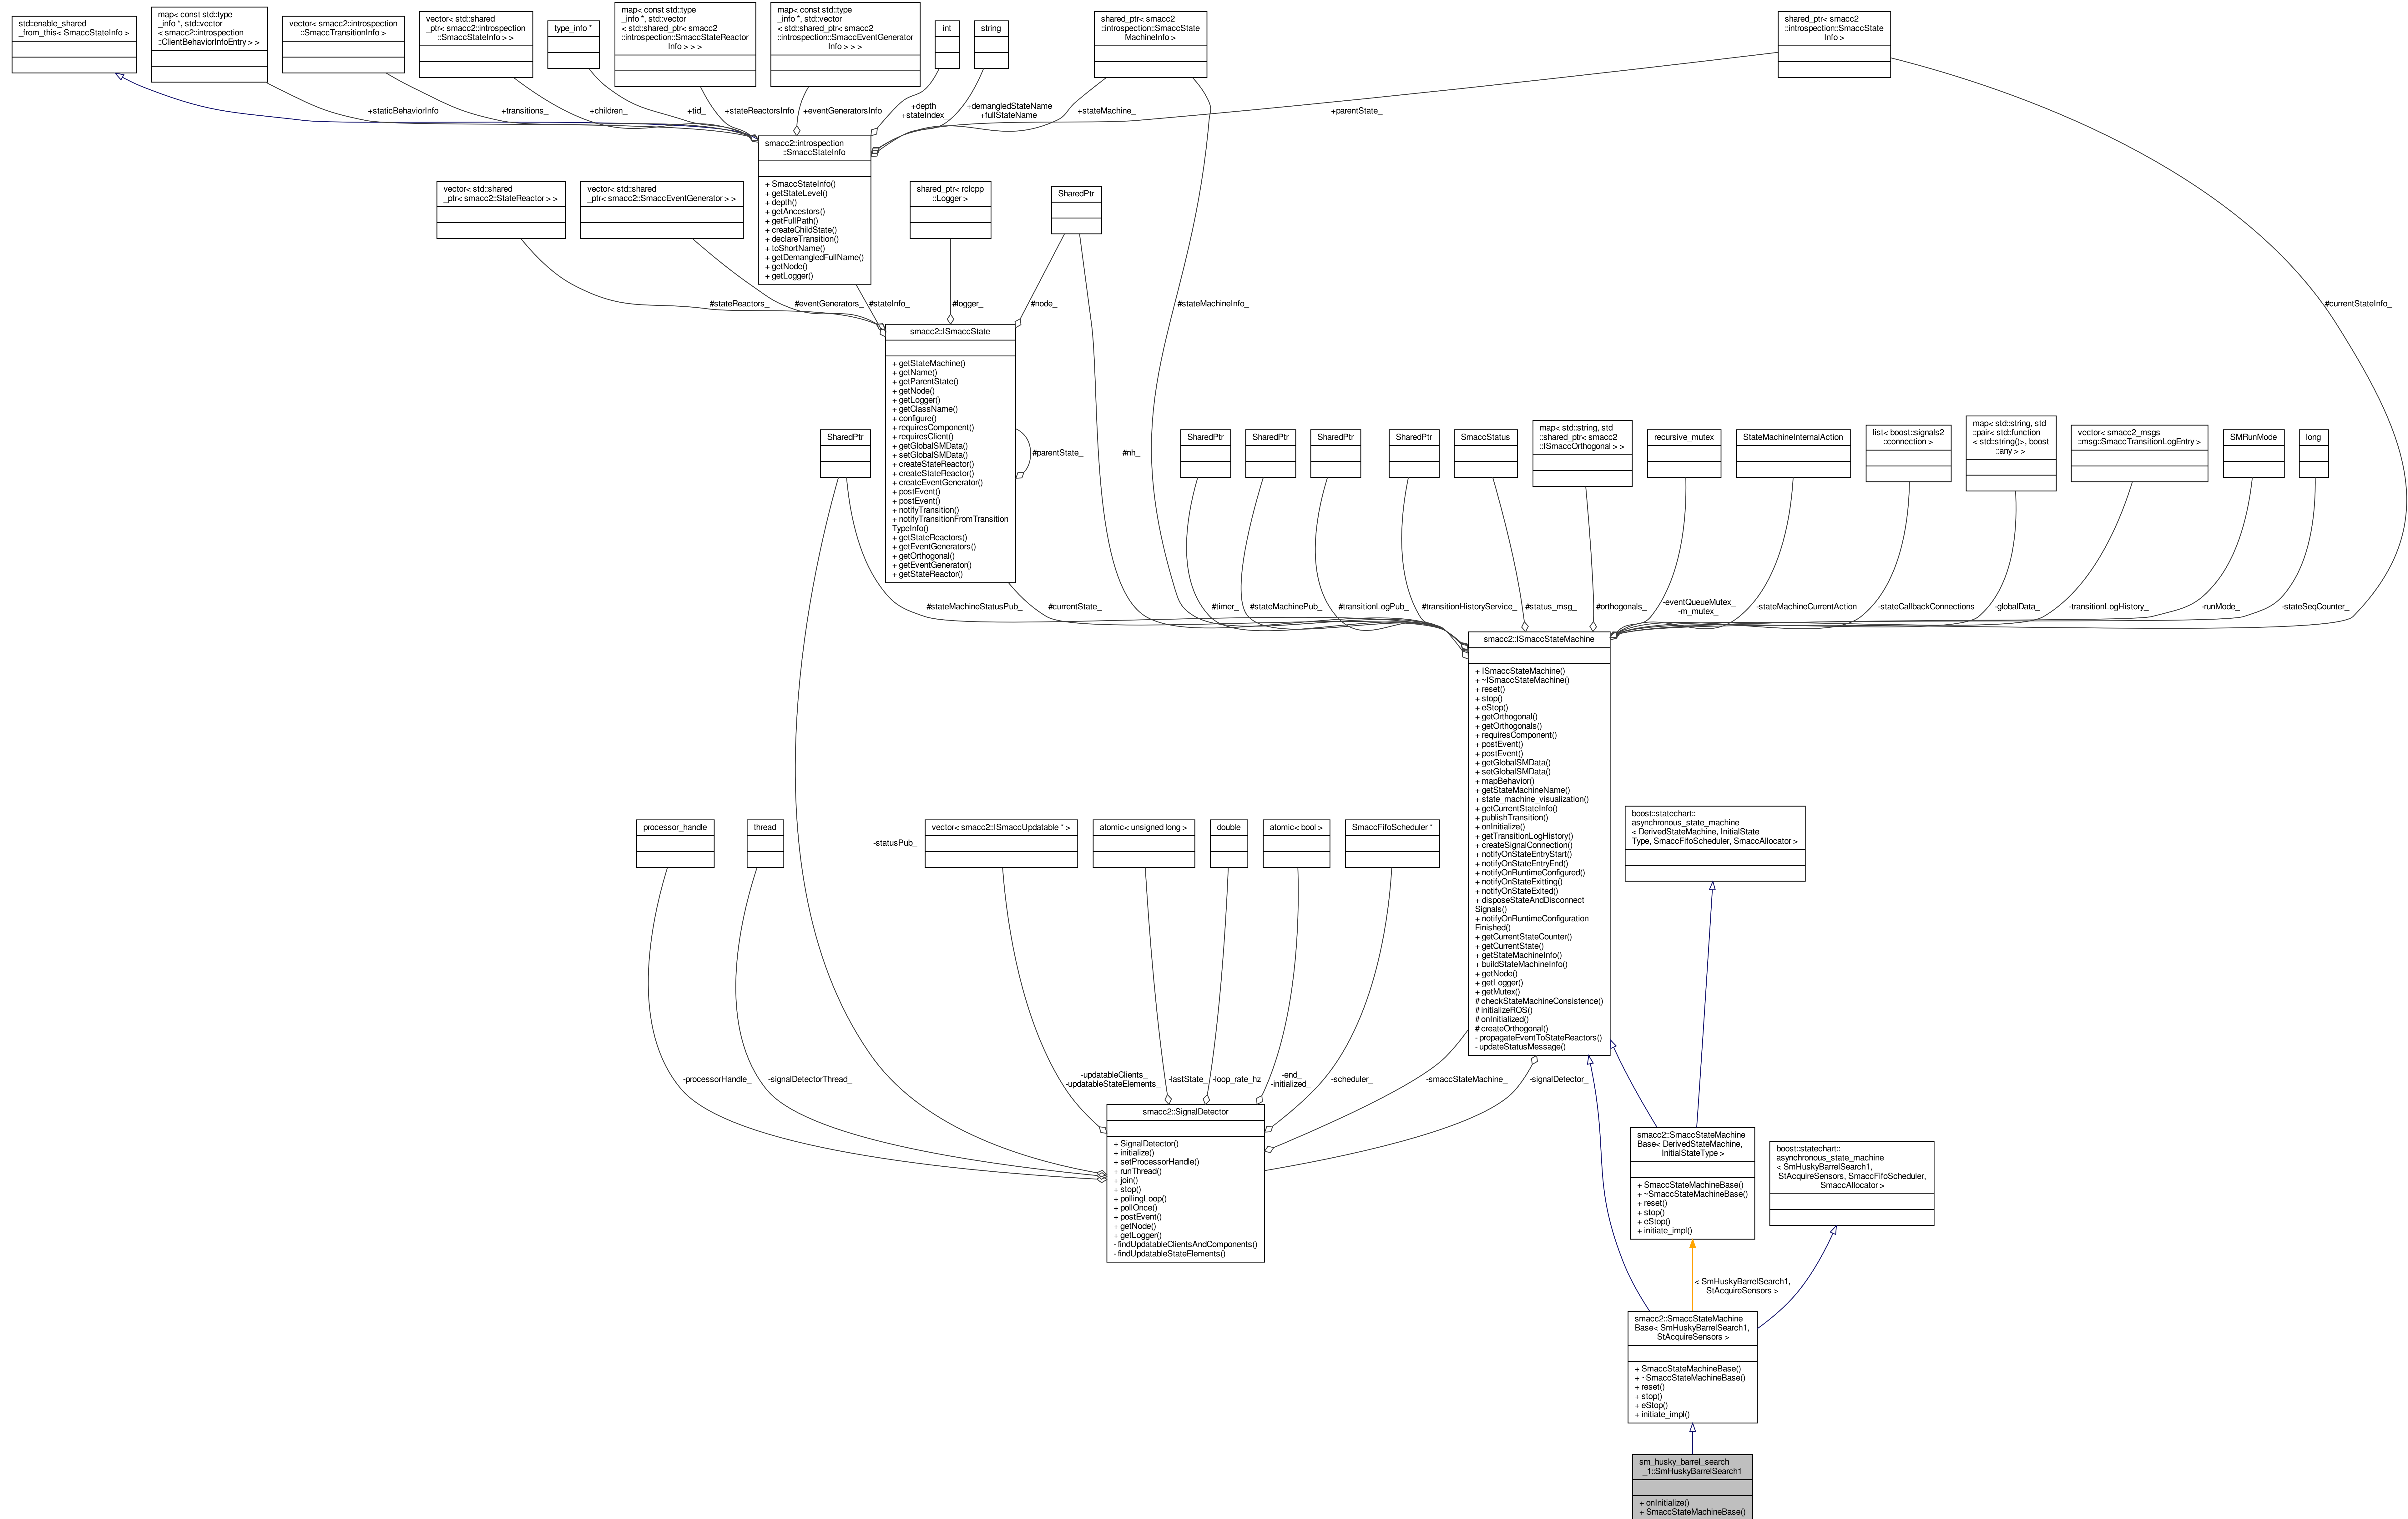 std::enable_shared
_from_this< SmaccStateInfo >
map< const std::type
_info *, std::vector
< smacc2::introspection
::ClientBehaviorInfoEntry > >
vector< smacc2::introspection
::SmaccTransitionInfo >
vector< std::shared
_ptr< smacc2::introspection
::SmaccStateInfo > >
type_info *
map< const std::type
_info *, std::vector
< std::shared_ptr< smacc2
::introspection::SmaccStateReactor
Info > > >
map< const std::type
_info *, std::vector
< std::shared_ptr< smacc2
::introspection::SmaccEventGenerator
Info > > >
int
string
shared_ptr< smacc2
::introspection::SmaccState
MachineInfo >
shared_ptr< smacc2
::introspection::SmaccState
Info >
+staticBehaviorInfo
+transitions_
+children_
+tid_
+stateReactorsInfo
+eventGeneratorsInfo
+depth_
+stateIndex_
+demangledStateName
+fullStateName
+stateMachine_
+parentState_
smacc2::introspection
::SmaccStateInfo
+ SmaccStateInfo()
+ getStateLevel()
+ depth()
+ getAncestors()
+ getFullPath()
+ createChildState()
+ declareTransition()
+ toShortName()
+ getDemangledFullName()
+ getNode()
+ getLogger()
vector< std::shared
_ptr< smacc2::StateReactor > >
vector< std::shared
_ptr< smacc2::SmaccEventGenerator > >
shared_ptr< rclcpp
::Logger >
SharedPtr
#stateReactors_
#eventGenerators_
#stateInfo_
#logger_
#node_
#stateMachineInfo_
#currentStateInfo_
smacc2::ISmaccState
+ getStateMachine()
+ getName()
+ getParentState()
+ getNode()
+ getLogger()
+ getClassName()
+ configure()
+ requiresComponent()
+ requiresClient()
+ getGlobalSMData()
+ setGlobalSMData()
+ createStateReactor()
+ createStateReactor()
+ createEventGenerator()
+ postEvent()
+ postEvent()
+ notifyTransition()
+ notifyTransitionFromTransition
TypeInfo()
+ getStateReactors()
+ getEventGenerators()
+ getOrthogonal()
+ getEventGenerator()
+ getStateReactor()
#parentState_
#nh_
SharedPtr
SharedPtr
SharedPtr
SharedPtr
SharedPtr
SmaccStatus
map< std::string, std
::shared_ptr< smacc2
::ISmaccOrthogonal > >
recursive_mutex
StateMachineInternalAction
list< boost::signals2
::connection >
map< std::string, std
::pair< std::function
< std::string()>, boost
::any > >
vector< smacc2_msgs
::msg::SmaccTransitionLogEntry >
SMRunMode
long
#stateMachineStatusPub_
#currentState_
#timer_
#stateMachinePub_
#transitionLogPub_
#transitionHistoryService_
#status_msg_
#orthogonals_
-eventQueueMutex_
-m_mutex_
-stateMachineCurrentAction
-stateCallbackConnections
-globalData_
-transitionLogHistory_
-runMode_
-stateSeqCounter_
smacc2::ISmaccStateMachine
+ ISmaccStateMachine()
+ ~ISmaccStateMachine()
+ reset()
+ stop()
+ eStop()
+ getOrthogonal()
+ getOrthogonals()
+ requiresComponent()
+ postEvent()
+ postEvent()
+ getGlobalSMData()
+ setGlobalSMData()
+ mapBehavior()
+ getStateMachineName()
+ state_machine_visualization()
+ getCurrentStateInfo()
+ publishTransition()
+ onInitialize()
+ getTransitionLogHistory()
+ createSignalConnection()
+ notifyOnStateEntryStart()
+ notifyOnStateEntryEnd()
+ notifyOnRuntimeConfigured()
+ notifyOnStateExitting()
+ notifyOnStateExited()
+ disposeStateAndDisconnect
Signals()
+ notifyOnRuntimeConfiguration
Finished()
+ getCurrentStateCounter()
+ getCurrentState()
+ getStateMachineInfo()
+ buildStateMachineInfo()
+ getNode()
+ getLogger()
+ getMutex()
# checkStateMachineConsistence()
# initializeROS()
# onInitialized()
# createOrthogonal()
- propagateEventToStateReactors()
- updateStatusMessage()
processor_handle
thread
-statusPub_
vector< smacc2::ISmaccUpdatable * >
atomic< unsigned long >
double
atomic< bool >
SmaccFifoScheduler *
boost::statechart::
asynchronous_state_machine
< DerivedStateMachine, InitialState
Type, SmaccFifoScheduler, SmaccAllocator >
-processorHandle_
-signalDetectorThread_
-updatableClients_
-updatableStateElements_
-lastState_
-loop_rate_hz
-end_
-initialized_
-scheduler_
-smaccStateMachine_
-signalDetector_
smacc2::SignalDetector
+ SignalDetector()
+ initialize()
+ setProcessorHandle()
+ runThread()
+ join()
+ stop()
+ pollingLoop()
+ pollOnce()
+ postEvent()
+ getNode()
+ getLogger()
- findUpdatableClientsAndComponents()
- findUpdatableStateElements()
smacc2::SmaccStateMachine
Base< DerivedStateMachine,
InitialStateType >
+ SmaccStateMachineBase()
+ ~SmaccStateMachineBase()
+ reset()
+ stop()
+ eStop()
+ initiate_impl()
boost::statechart::
asynchronous_state_machine
< SmHuskyBarrelSearch1,
StAcquireSensors, SmaccFifoScheduler,
SmaccAllocator >
< SmHuskyBarrelSearch1,
StAcquireSensors >
smacc2::SmaccStateMachine
Base< SmHuskyBarrelSearch1,
StAcquireSensors >
+ SmaccStateMachineBase()
+ ~SmaccStateMachineBase()
+ reset()
+ stop()
+ eStop()
+ initiate_impl()
sm_husky_barrel_search
_1::SmHuskyBarrelSearch1
+ onInitialize()
+ SmaccStateMachineBase()